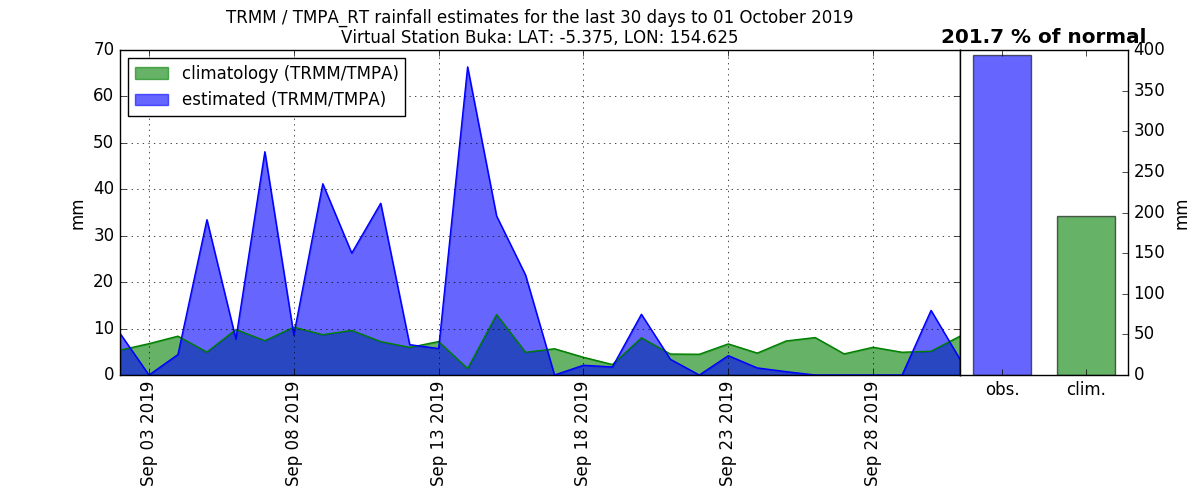 TRMM / TMPA_RT rainfall estimates for the last 30 days to 01 October 2019
Virtual Station Buka: LAT: -5.375, LON: 154.625
201.7 % of normal
climatology (TRMM/TMPA)
estimated (TRMM/TMPA)
70
60
50
40
30
20
10
0
mm
Sep 03 2019
Sep 08 2019
Sep 13 2019
Sep 18 2019
Sep 23 2019
Sep 28 2019
400
350
300
250
200
150
100
50
0
mm
obs.
clim.